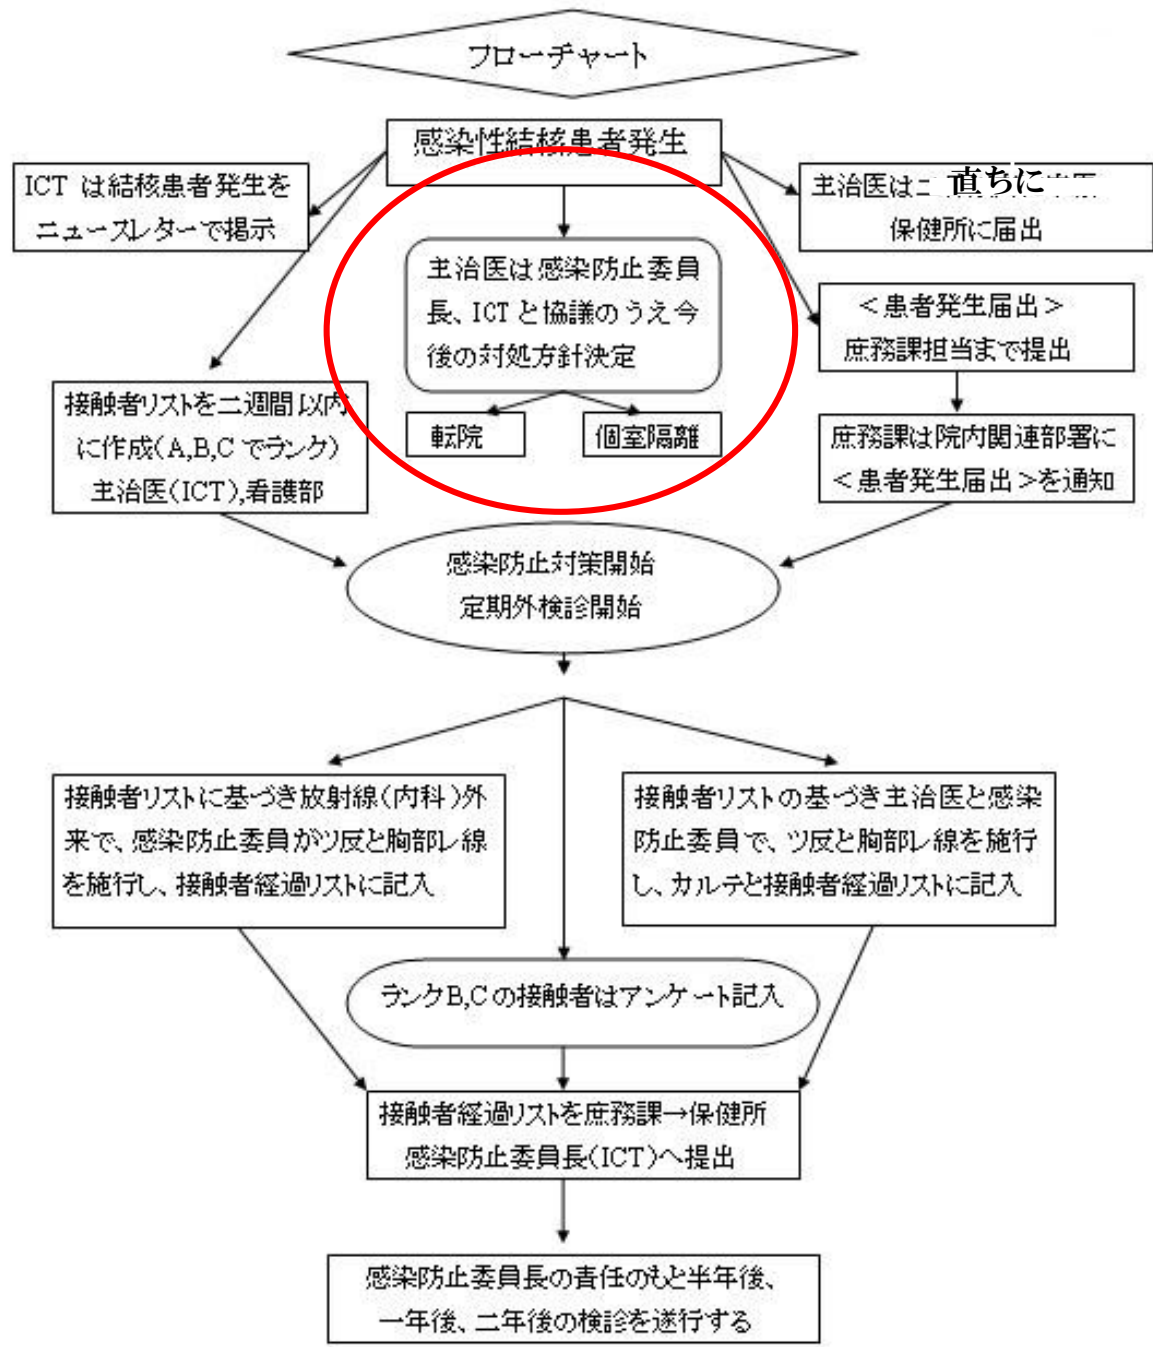 フローチャート
感染性結核患者発生
ICT は結核患者発生を
ニュースレターで掲示
主治医は
直ちに
保健所に届出
主治医は感染防止委員
長、ICTと協議のうえ今
後の対処方針決定
転院
個室隔離
＜患者発生届出＞
庶務課担当まで提出
接触者リストを二週間以内
に作成(A,B,Cでランク)
主治医(ICT),看護部
庶務課は院内関連部署に
＜患者発生届出＞を通知
感染防止対策開始
定期外検診開始
接触者リストに基づき放射線(内科)外
来で、感染防止委員がツ反と胸部レ線
を施行し、接触者経過リストに記入
接触者リストの基づき主治医と感染
防止委員で、ツ反と胸部レ線を施行
し、カルテと接触者経過リストに記入
ランクB,Cの接触者はアンケート記入
接触者経過リストを庶務課→保健所
感染防止委員長(ICT)へ提出
感染防止委員長の責任のもと半年後、
一年後、二年後の検診を遂行する